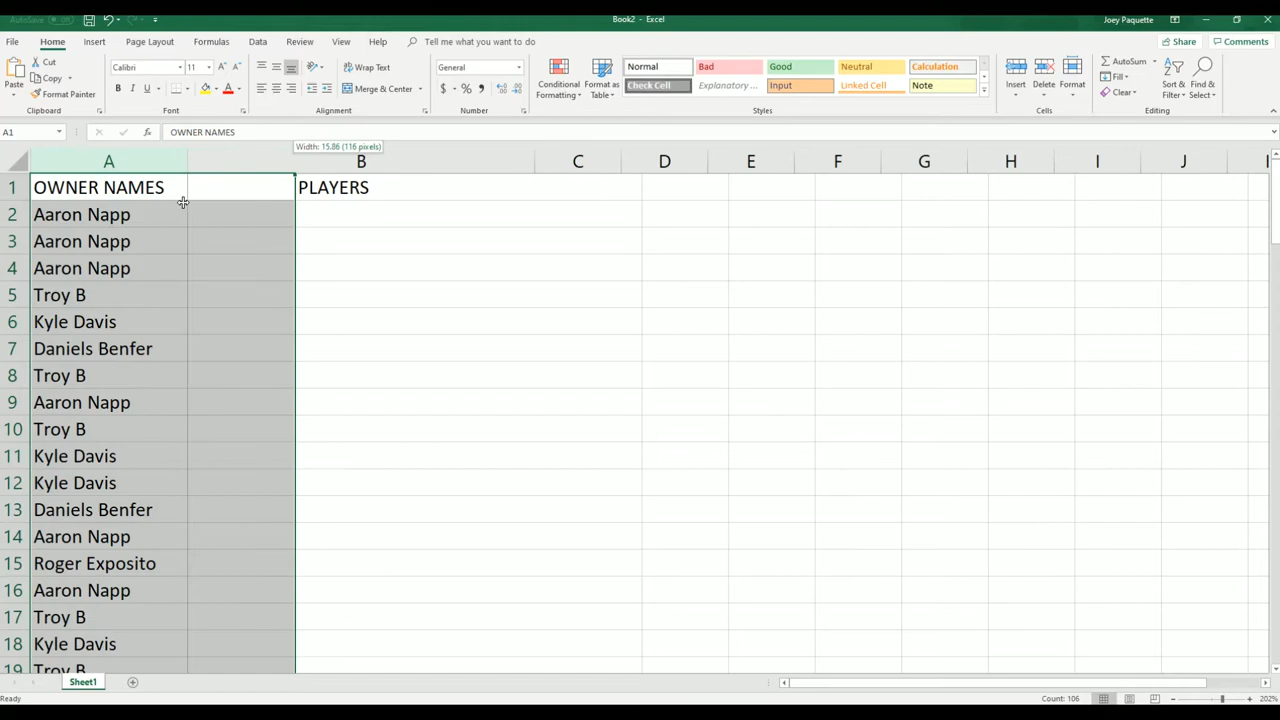 AutoSave Off Book2 - Excel Joey Paquette
File Home Insert Page Layout Formulas Data Review View Help Tell me what you want to do Share Comments
Cut
Copy
Format Painter
Paste
Clipboard
Calibri 11
B I U
Font
Wrap Text
Merge & Center
Alignment
General
$ % ,
Number
Conditional Formatting
Format as Table
Normal Bad Good Neutral Calculation
Check Cell Explanatory ... Input Linked Cell Note
Styles
Insert Delete Format
Cells
AutoSum
Fill
Clear
Sort & Filter
Find & Select
Editing
A1 fx OWNER NAMES
Width: 15.86 (116 pixels)
A B C D E F G H I J
1 OWNER NAMES PLAYERS
2 Aaron Napp
3 Aaron Napp
4 Aaron Napp
5 Troy B
6 Kyle Davis
7 Daniels Benfer
8 Troy B
9 Aaron Napp
10 Troy B
11 Kyle Davis
12 Kyle Davis
13 Daniels Benfer
14 Aaron Napp
15 Roger Exposito
16 Aaron Napp
17 Troy B
18 Kyle Davis
19 Troy B
Sheet1
Ready Count: 106 202%